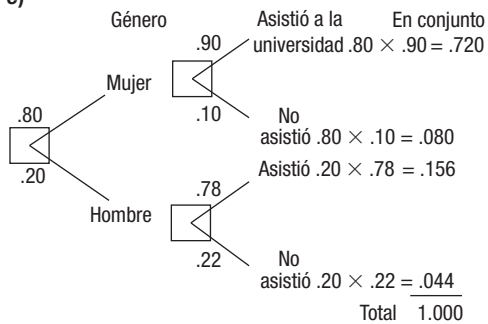 Género Asistió a la En conjunto
.90 universidad .80 × .90 = .720
Mujer
.80 .10 No
asistió .80 × .10 = .080
.20 .78 Asistió .20 × .78 = .156
Hombre
.22 No
asistió .20 × .22 = .044
Total 1.000